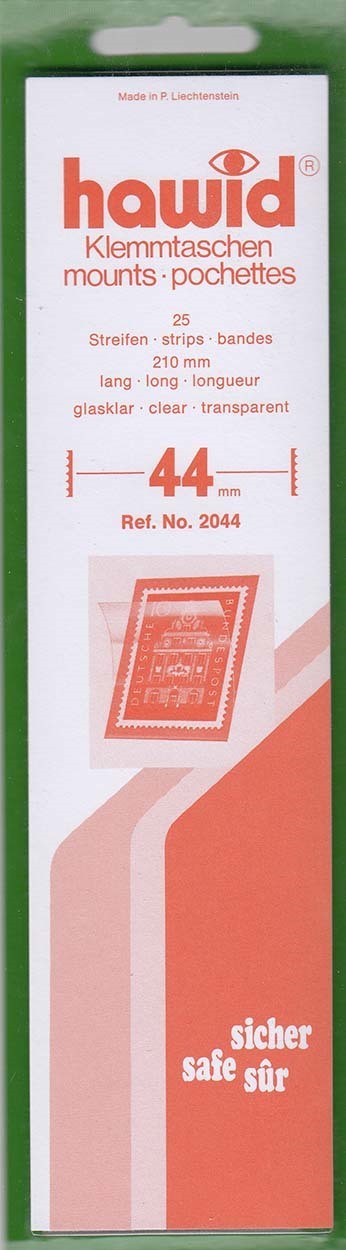 Made in P. Liechtenstein
hawid ®
Klemmtaschen
mounts · pochettes
25
Streifen · strips · bandes
210 mm
lang · long · longueur
glasklar · clear · transparent
44 mm
Ref. No. 2044
DEUTSCHE BUNDESPOST
sicher
safe sûr